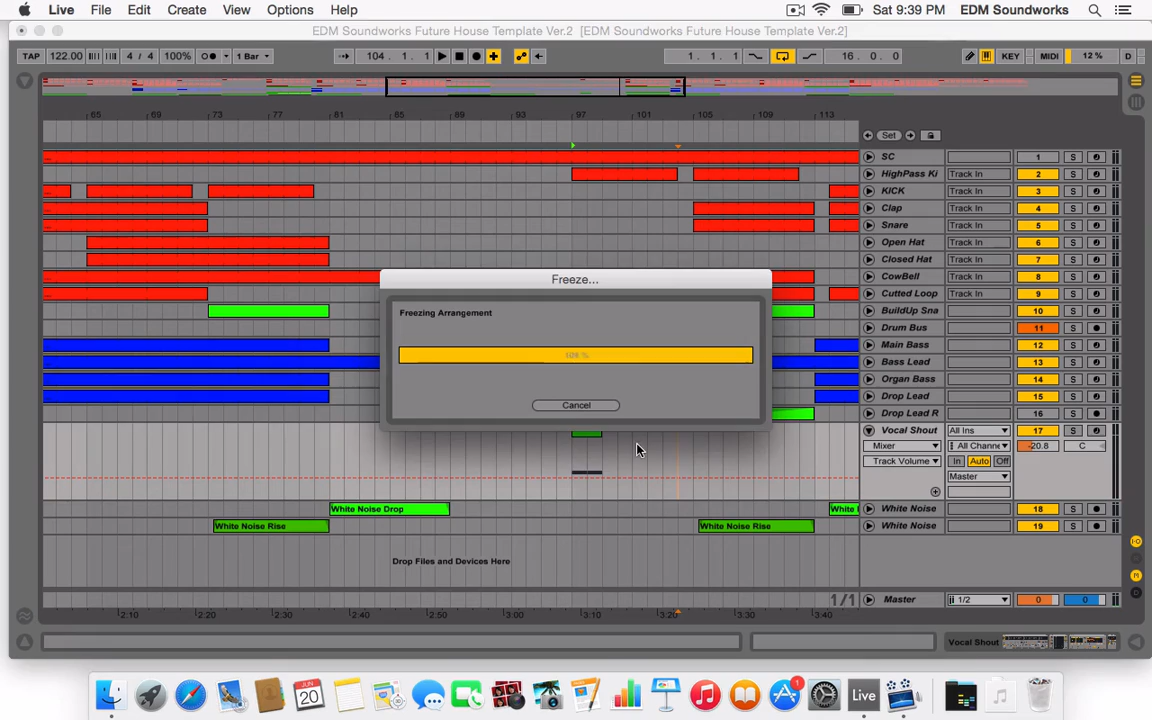 Live File Edit Create View Options Help Sat 9:39 PM EDM Soundworks
EDM Soundworks Future House Template Ver.2 [EDM Soundworks Future House Template Ver.2]
TAP 122.00 4 / 4 100% 1 Bar 104. 1. 1 1. 1. 1 16. 0. 0 KEY MIDI 12 % D
65 69 73 77 81 85 89 93 97 101 105 109 113
Set
SC 1 S
HighPass Ki Track In 2 S
KICK Track In 3 S
Clap Track In 4 S
Snare Track In 5 S
Open Hat Track In 6 S
Closed Hat Track In 7 S
CowBell Track In 8 S
Cutted Loop Track In 9 S
BuildUp Sna 10 S
Drum Bus 11 S
Main Bass 12 S
Bass Lead 13 S
Organ Bass 14 S
Drop Lead 15 S
Drop Lead R 16 S
Vocal Shout All Ins 17 S
Mixer All Channe -20.8 C
Track Volume In Auto Off
Master
Freeze...
Freezing Arrangement
Cancel
White Noise Drop White Noise 18 S
White Noise Rise White Noise Rise White Noise 19 S
Drop Files and Devices Here
1/1 Master 1/2 0 0
2:10 2:20 2:30 2:40 2:50 3:00 3:10 3:20 3:30 3:40
Vocal Shout
JUN
20
1
Live